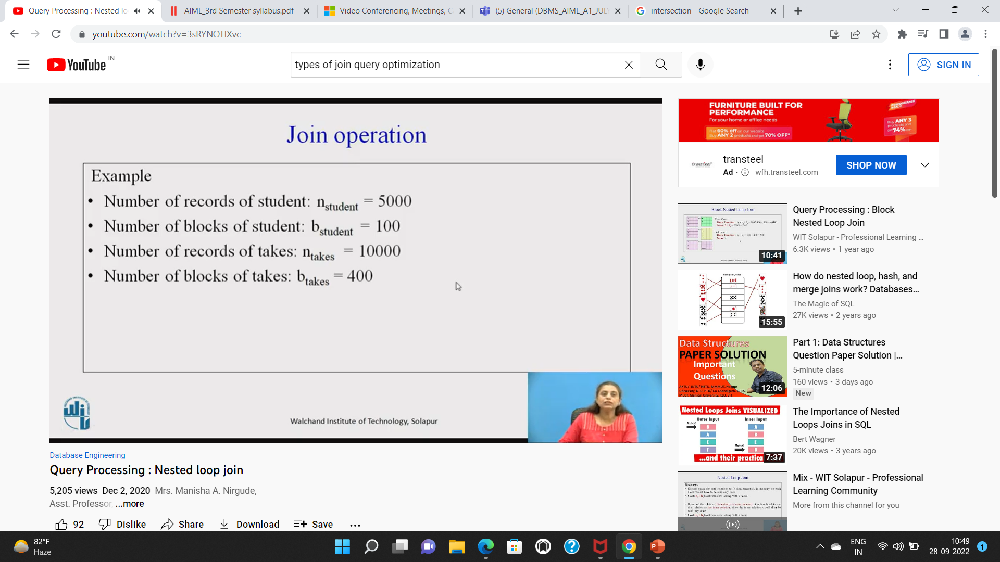 Query Processing : Nested lo
AIML_3rd Semester syllabus.pdf
Video Conferencing, Meetings, C
(5) General (DBMS_AIML_A1_JULY
intersection - Google Search
youtube.com/watch?v=3sRYNOTIXvc
YouTube IN
types of join query optimization
SIGN IN
Join operation
Example
• Number of records of student: nstudent = 5000
• Number of blocks of student: bstudent = 100
• Number of records of takes: ntakes = 10000
• Number of blocks of takes: btakes = 400
Walchand Institute of Technology, Solapur
Database Engineering
Query Processing : Nested loop join
5,205 views Dec 2, 2020 Mrs. Manisha A. Nirgude,
Asst. Professor, ...more
92 Dislike Share Download Save ...
FURNITURE BUILT FOR
PERFORMANCE
For your home or office needs
Flat 60% off on our website
Buy ANY 2 products and get 70% OFF*
Buy ANY 3
products and
get 74%
transteel
transteel
Ad · wfh.transteel.com
SHOP NOW
Block Nested Loop Join
10:41
Query Processing : Block
Nested Loop Join
WIT Solapur - Professional Learning ...
6.3K views • 1 year ago
15:55
How do nested loop, hash, and
merge joins work? Databases...
The Magic of SQL
27K views • 2 years ago
Data Structures
PAPER SOLUTION
Important
Questions
12:06
Part 1: Data Structures
Question Paper Solution |...
5-minute class
160 views • 3 days ago
New
Nested Loops Joins VISUALIZED
Outer Input Inner Input
Match!
B A
A B
E E
Match!
F B
...and their practica
7:37
The Importance of Nested
Loops Joins in SQL
Bert Wagner
20K views • 3 years ago
Nested Loop Join
Best case :
Mix - WIT Solapur - Professional
Learning Community
More from this channel for you
82°F
Haze
ENG
IN
10:49
28-09-2022
1